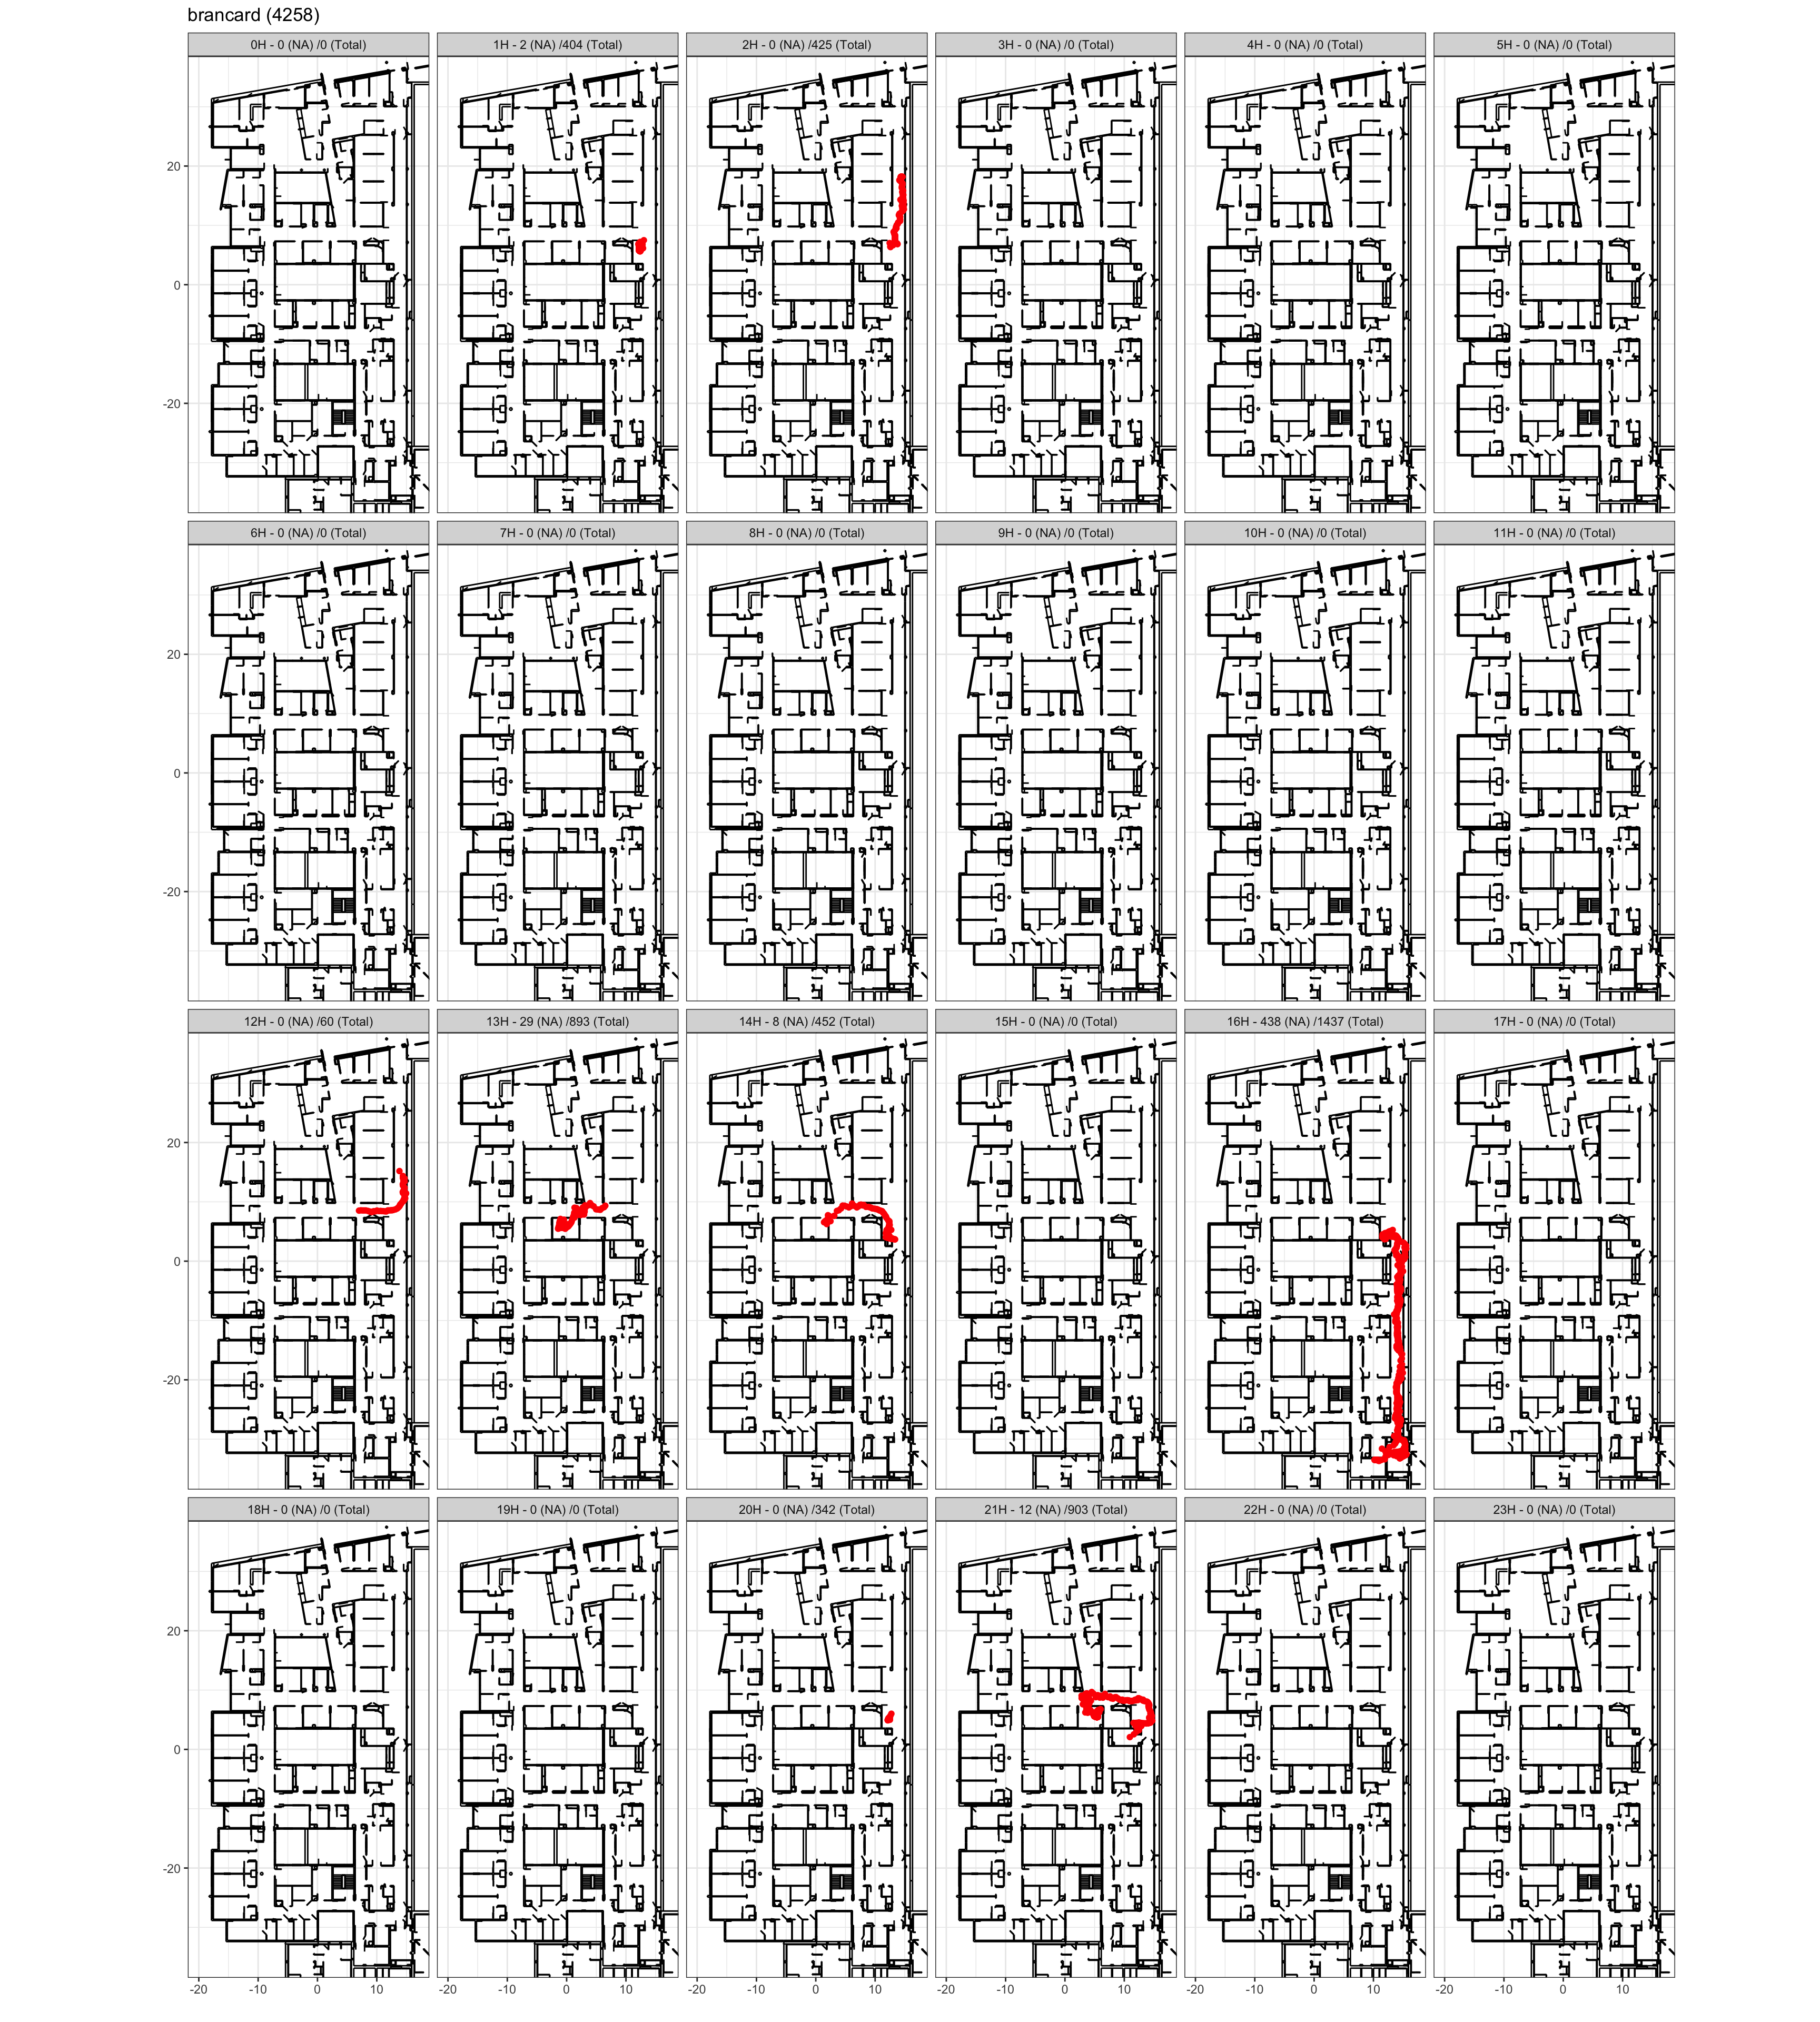 brancard (4258)
0H - 0 (NA) /0 (Total)
1H - 2 (NA) /404 (Total)
2H - 0 (NA) /425 (Total)
3H - 0 (NA) /0 (Total)
4H - 0 (NA) /0 (Total)
5H - 0 (NA) /0 (Total)
20
0
-20
6H - 0 (NA) /0 (Total)
7H - 0 (NA) /0 (Total)
8H - 0 (NA) /0 (Total)
9H - 0 (NA) /0 (Total)
10H - 0 (NA) /0 (Total)
11H - 0 (NA) /0 (Total)
20
0
-20
12H - 0 (NA) /60 (Total)
13H - 29 (NA) /893 (Total)
14H - 8 (NA) /452 (Total)
15H - 0 (NA) /0 (Total)
16H - 438 (NA) /1437 (Total)
17H - 0 (NA) /0 (Total)
20
0
-20
18H - 0 (NA) /0 (Total)
19H - 0 (NA) /0 (Total)
20H - 0 (NA) /342 (Total)
21H - 12 (NA) /903 (Total)
22H - 0 (NA) /0 (Total)
23H - 0 (NA) /0 (Total)
20
0
-20
-20 -10 0 10
-20 -10 0 10
-20 -10 0 10
-20 -10 0 10
-20 -10 0 10
-20 -10 0 10